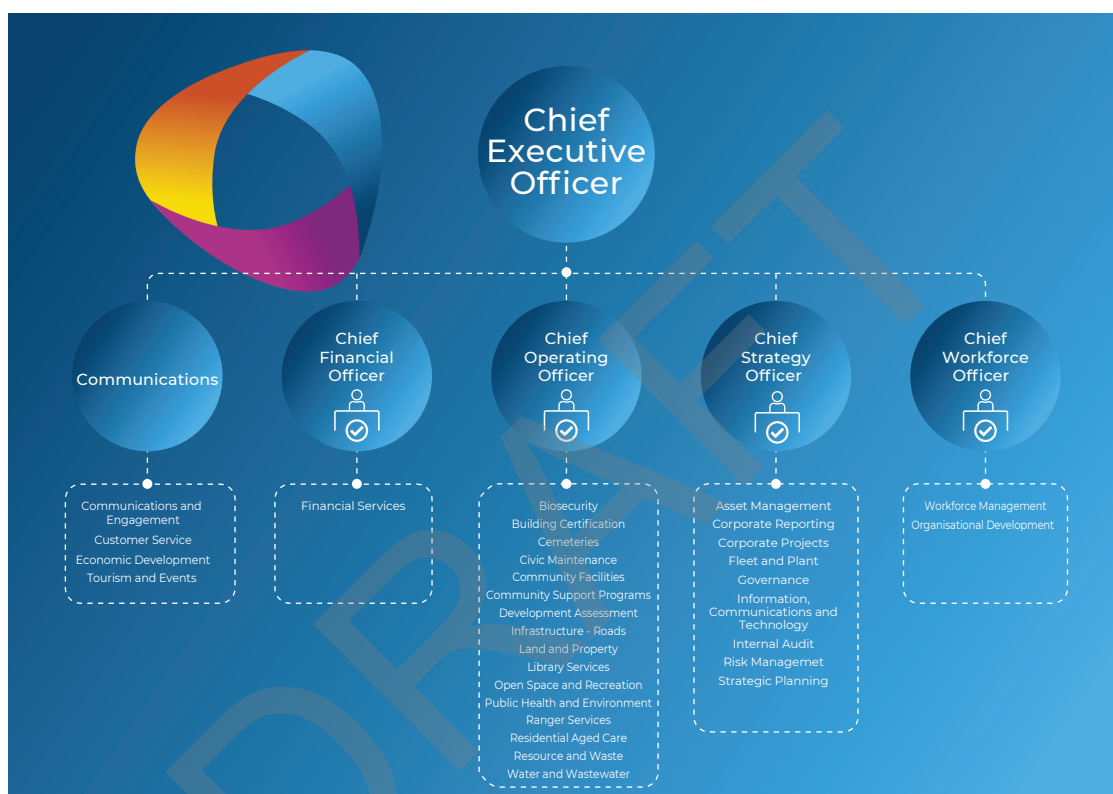 Chief
Executive
Officer
Communications
Chief
Financial
Officer
Chief
Operating
Officer
Chief
Strategy
Officer
Chief
Workforce
Officer
Communications and
Engagement
Customer Service
Economic Development
Tourism and Events
Financial Services
Biosecurity
Building Certification
Cemeteries
Civic Maintenance
Community Facilities
Community Support Programs
Development Assessment
Infrastructure - Roads
Land and Property
Library Services
Open Space and Recreation
Public Health and Environment
Ranger Services
Residential Aged Care
Resource and Waste
Water and Wastewater
Asset Management
Corporate Reporting
Corporate Projects
Fleet and Plant
Governance
Information,
Communications and
Technology
Internal Audit
Risk Managemet
Strategic Planning
Workforce Management
Organisational Development
DRAFT